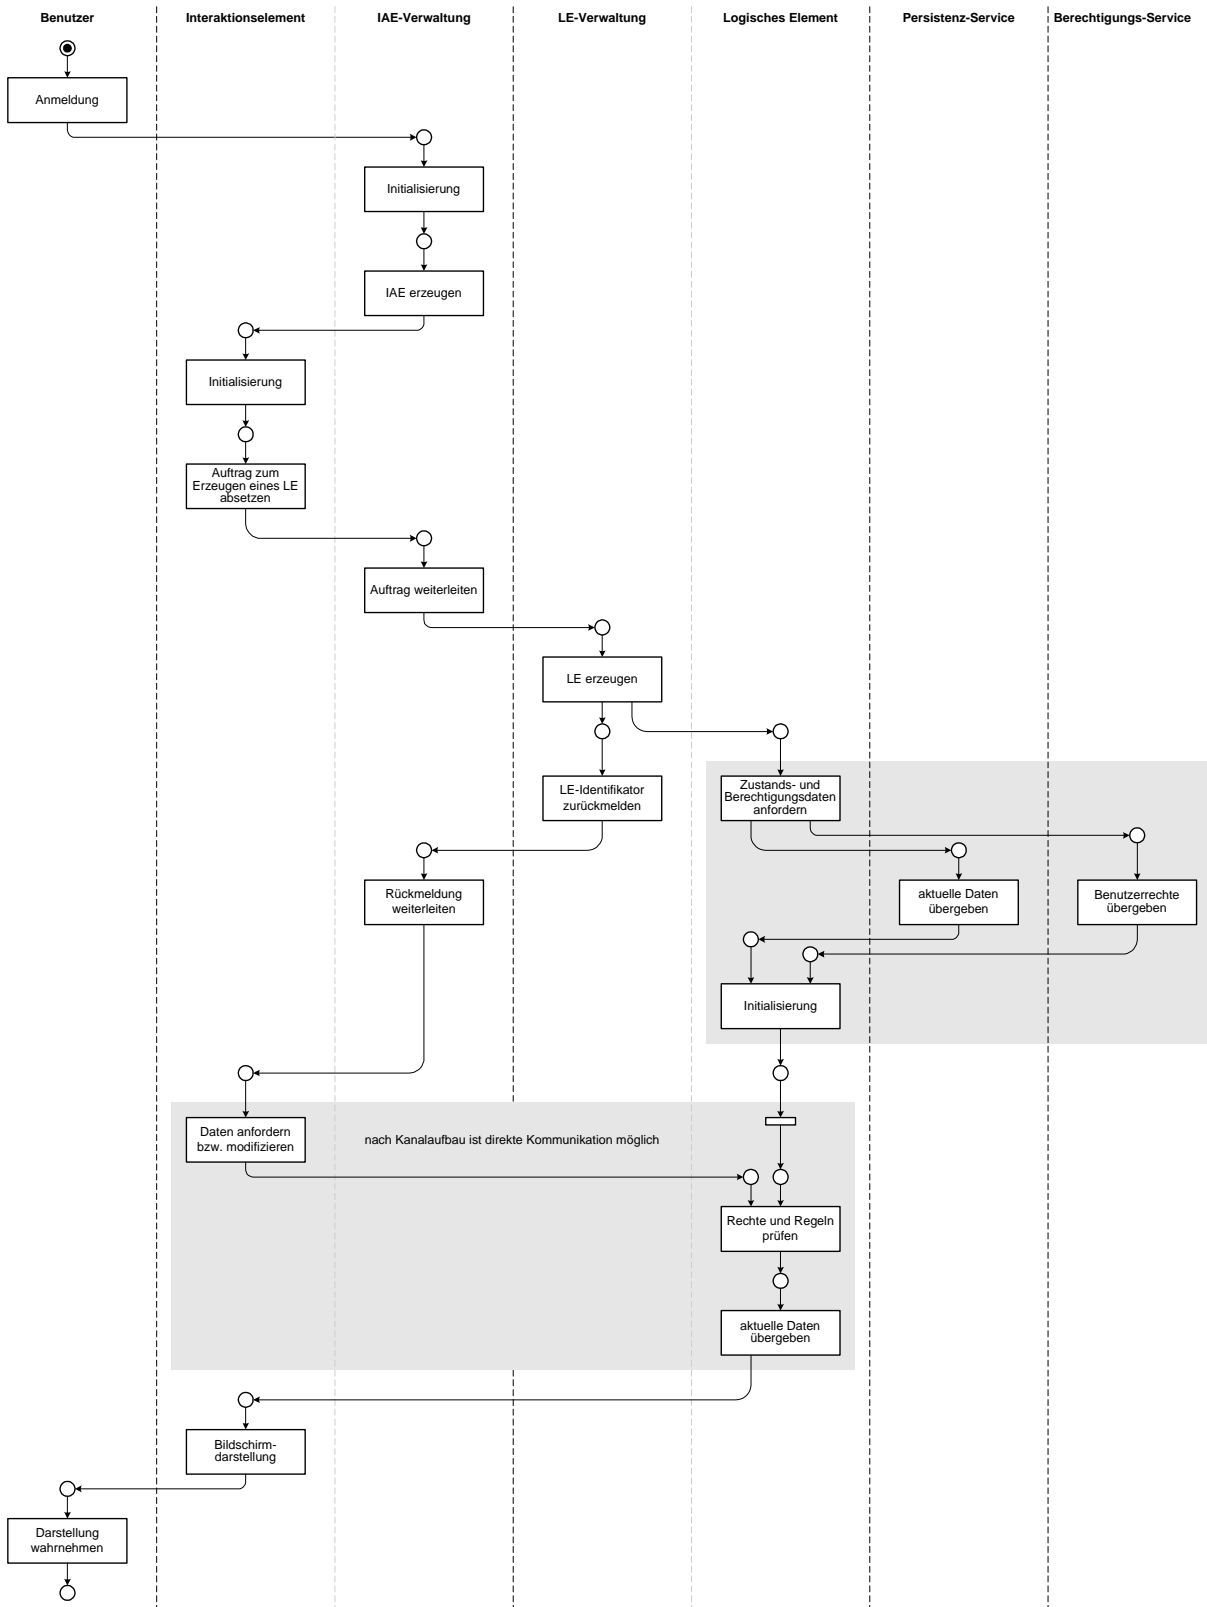 Benutzer
Interaktionselement
IAE-Verwaltung
LE-Verwaltung
Logisches Element
Persistenz-Service
Berechtigungs-Service
Anmeldung
Initialisierung
IAE erzeugen
Initialisierung
Auftrag zum
Erzeugen eines LE
absetzen
Auftrag weiterleiten
LE erzeugen
LE-Identifikator
zurückmelden
Zustands- und
Berechtigungsdaten
anfordern
Rückmeldung
weiterleiten
aktuelle Daten
übergeben
Benutzerrechte
übergeben
Initialisierung
Daten anfordern
bzw. modifizieren
nach Kanalaufbau ist direkte Kommunikation möglich
Rechte und Regeln
prüfen
aktuelle Daten
übergeben
Bildschirm-
darstellung
Darstellung
wahrnehmen